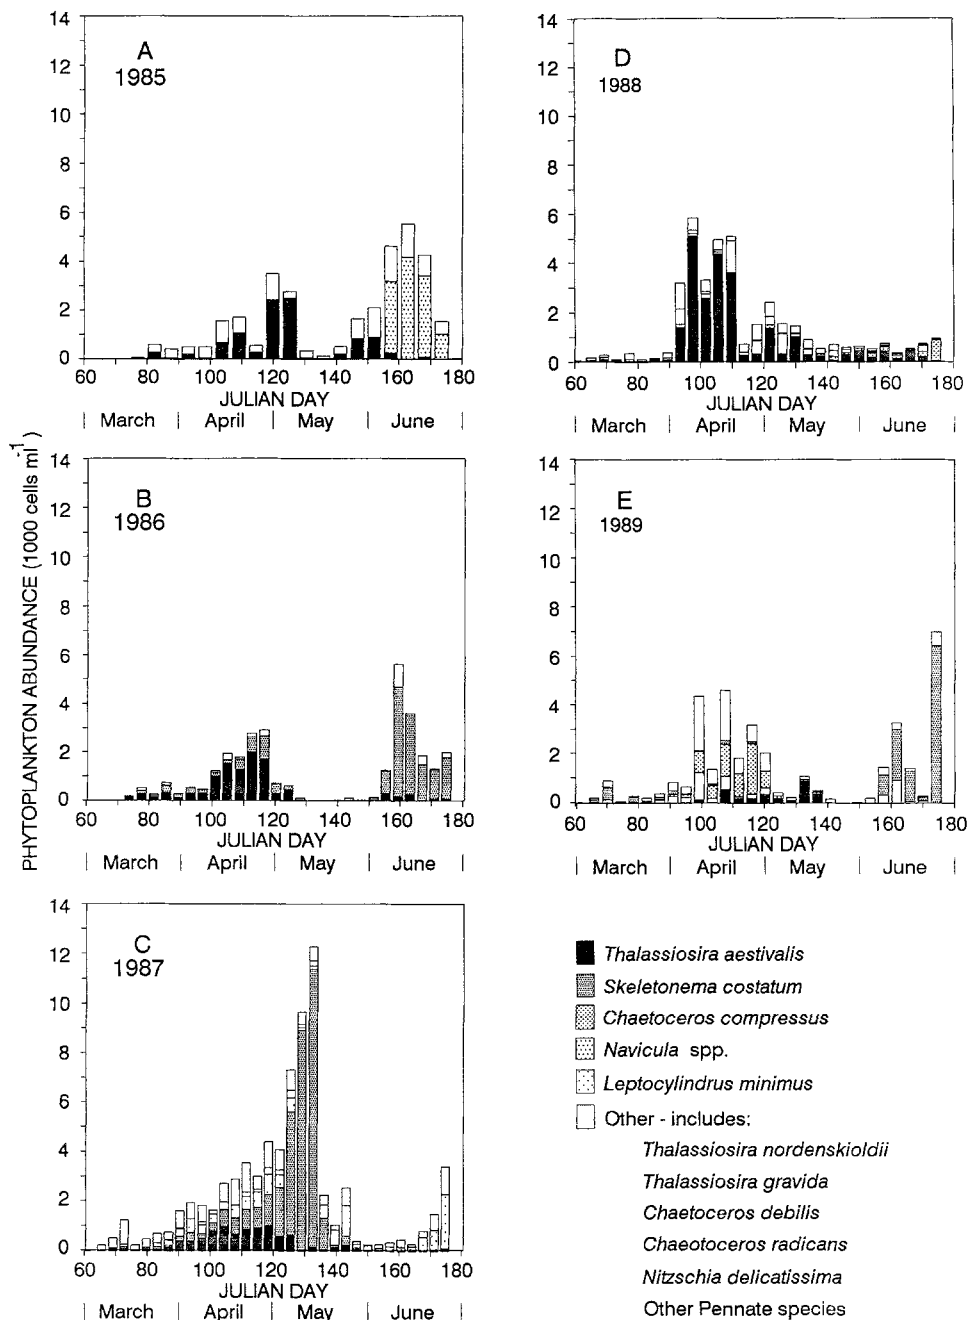 14
12
10
8
6
4
2
0
A
1985
60 80 100 120 140 160 180
JULIAN DAY
| March | April | May | June |
14
12
10
8
6
4
2
0
D
1988
60 80 100 120 140 160 180
JULIAN DAY
| March | April | May | June |
PHYTOPLANKTON ABUNDANCE (1000 cells ml-1)
14
12
10
8
6
4
2
0
B
1986
60 80 100 120 140 160 180
JULIAN DAY
| March | April | May | June |
14
12
10
8
6
4
2
0
E
1989
60 80 100 120 140 160 180
JULIAN DAY
| March | April | May | June |
14
12
10
8
6
4
2
0
C
1987
60 80 100 120 140 160 180
JULIAN DAY
| March | April | May | June |
Thalassiosira aestivalis
Skeletonema costatum
Chaetoceros compressus
Navicula spp.
Leptocylindrus minimus
Other - includes:
Thalassiosira nordenskioldii
Thalassiosira gravida
Chaetoceros debilis
Chaeotoceros radicans
Nitzschia delicatissima
Other Pennate species